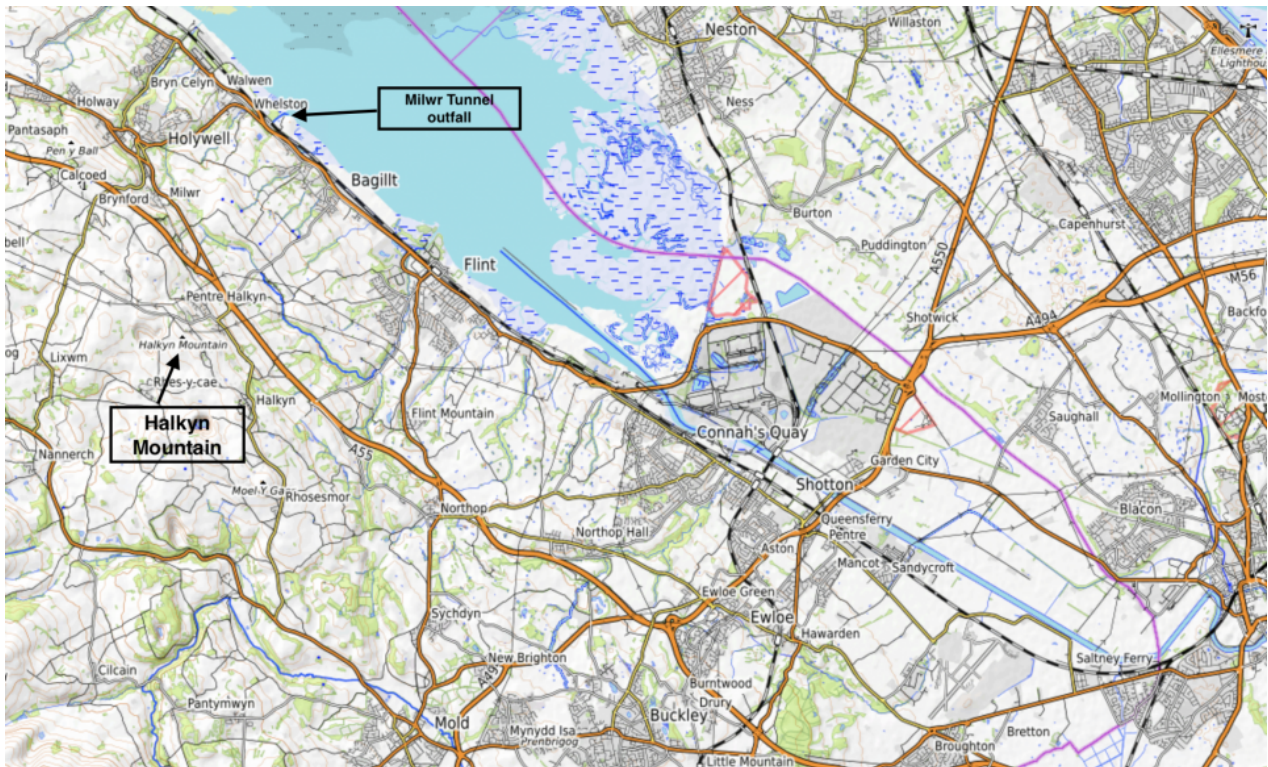 Neston
Willaston
Ellesmere
Lighthouse
Bryn Celyn
Walwen
Holway
Whelston
Milwr Tunnel
outfall
Ness
Pantasaph
Holywell
Pen y Ball
Calcoed
Bagillt
Brynford
Milwr
Burton
Capenhurst
Puddington
A550
Flint
M56
Pentre Halkyn
Shotwick
A494
Halkyn Mountain
Lixwm
Rhes-y-cae
Halkyn
Mollington
Halkyn
Mountain
Flint Mountain
Saughall
Connah's Quay
Nannerch
A55
Garden City
Moel Y Ga
Rhosesmor
Shotton
Northop
Blacon
Queensferry
Northop Hall
Pentre
Aston
Mancot
Sandycroft
Ewloe Green
Sychdyn
Ewloe
Hawarden
New Brighton
Saltney Ferry
Cilcain
Burntwood
Pantymwyn
Drury
Mold
Buckley
Mynydd Isa
Bretton
Prenbrigog
Broughton
Little Mountain